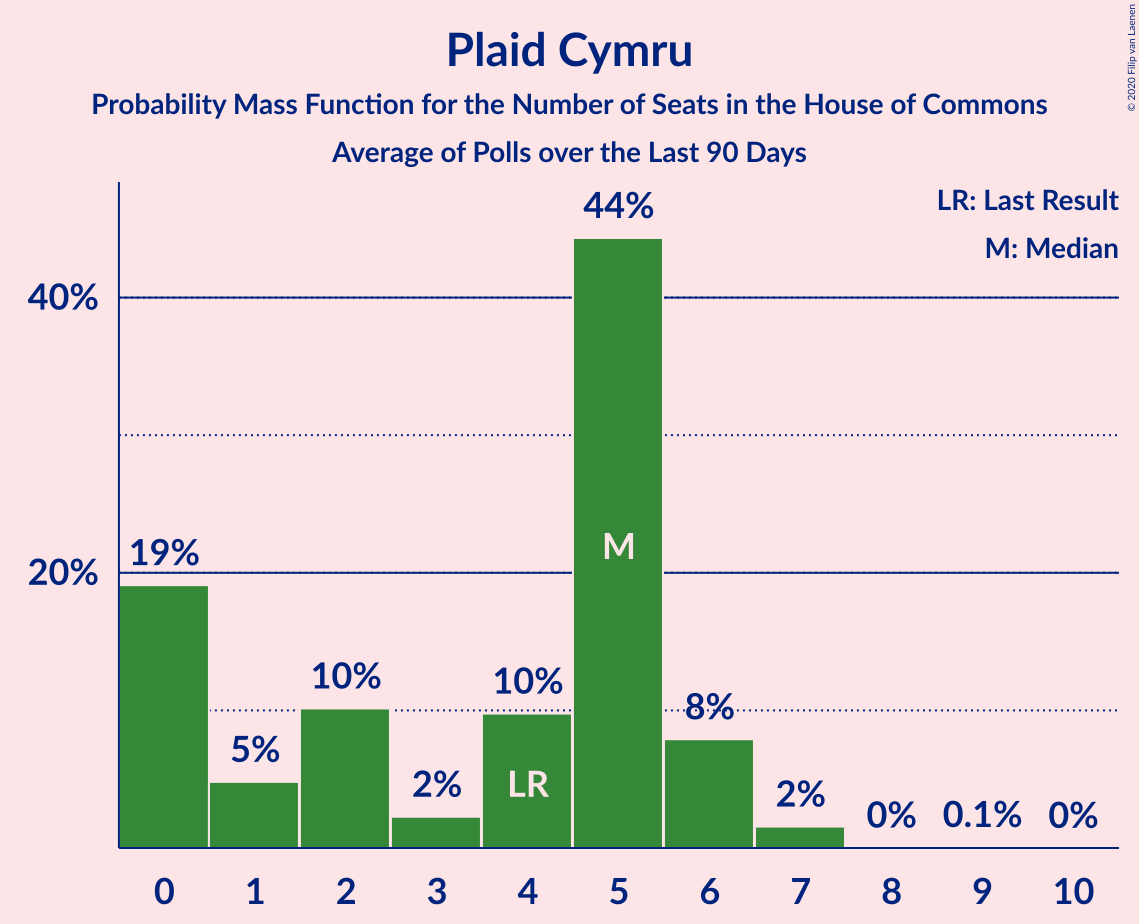 Plaid Cymru
Probability Mass Function for the Number of Seats in the House of Commons
Average of Polls over the Last 90 Days
© 2020 Filip van Laenen
LR: Last Result
M: Median
44%
40%
M
19%
20%
10%
10%
8%
5%
2%
LR
2%
0%
0.1%
0%
0 1 2 3 4 5 6 7 8 9 10